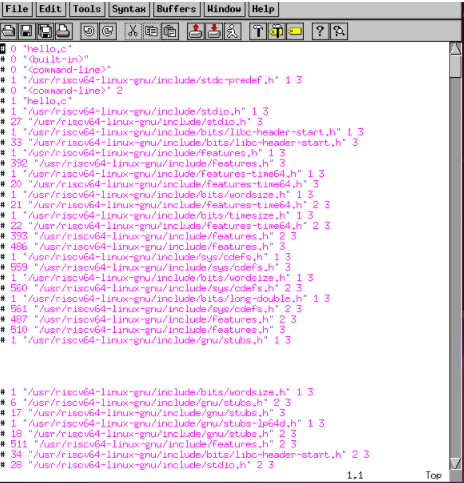 File Edit Tools Syntax Buffers Window Help
# 0 "hello.c"
# 0 "<built-in>"
# 0 "<command-line>"
# 1 "/usr/riscv64-linux-gnu/include/stdc-predef.h" 1 3
# 0 "<command-line>" 2
# 1 "hello.c"
# 1 "/usr/riscv64-linux-gnu/include/stdio.h" 1 3
# 27 "/usr/riscv64-linux-gnu/include/stdio.h" 3
# 1 "/usr/riscv64-linux-gnu/include/bits/libc-header-start.h" 1 3
# 33 "/usr/riscv64-linux-gnu/include/bits/libc-header-start.h" 3
# 1 "/usr/riscv64-linux-gnu/include/features.h" 1 3
# 392 "/usr/riscv64-linux-gnu/include/features.h" 3
# 1 "/usr/riscv64-linux-gnu/include/features-time64.h" 1 3
# 20 "/usr/riscv64-linux-gnu/include/features-time64.h" 3
# 1 "/usr/riscv64-linux-gnu/include/bits/wordsize.h" 1 3
# 21 "/usr/riscv64-linux-gnu/include/features-time64.h" 2 3
# 1 "/usr/riscv64-linux-gnu/include/bits/timesize.h" 1 3
# 22 "/usr/riscv64-linux-gnu/include/features-time64.h" 2 3
# 393 "/usr/riscv64-linux-gnu/include/features.h" 2 3
# 486 "/usr/riscv64-linux-gnu/include/features.h" 3
# 1 "/usr/riscv64-linux-gnu/include/sys/cdefs.h" 1 3
# 559 "/usr/riscv64-linux-gnu/include/sys/cdefs.h" 3
# 1 "/usr/riscv64-linux-gnu/include/bits/wordsize.h" 1 3
# 560 "/usr/riscv64-linux-gnu/include/sys/cdefs.h" 2 3
# 1 "/usr/riscv64-linux-gnu/include/bits/long-double.h" 1 3
# 561 "/usr/riscv64-linux-gnu/include/sys/cdefs.h" 2 3
# 487 "/usr/riscv64-linux-gnu/include/features.h" 2 3
# 510 "/usr/riscv64-linux-gnu/include/features.h" 3
# 1 "/usr/riscv64-linux-gnu/include/gnu/stubs.h" 1 3
# 1 "/usr/riscv64-linux-gnu/include/bits/wordsize.h" 1 3
# 6 "/usr/riscv64-linux-gnu/include/gnu/stubs.h" 2 3
# 17 "/usr/riscv64-linux-gnu/include/gnu/stubs.h" 3
# 1 "/usr/riscv64-linux-gnu/include/gnu/stubs-lp64d.h" 1 3
# 18 "/usr/riscv64-linux-gnu/include/gnu/stubs.h" 2 3
# 511 "/usr/riscv64-linux-gnu/include/features.h" 2 3
# 34 "/usr/riscv64-linux-gnu/include/bits/libc-header-start.h" 2 3
# 28 "/usr/riscv64-linux-gnu/include/stdio.h" 2 3
1,1 Top